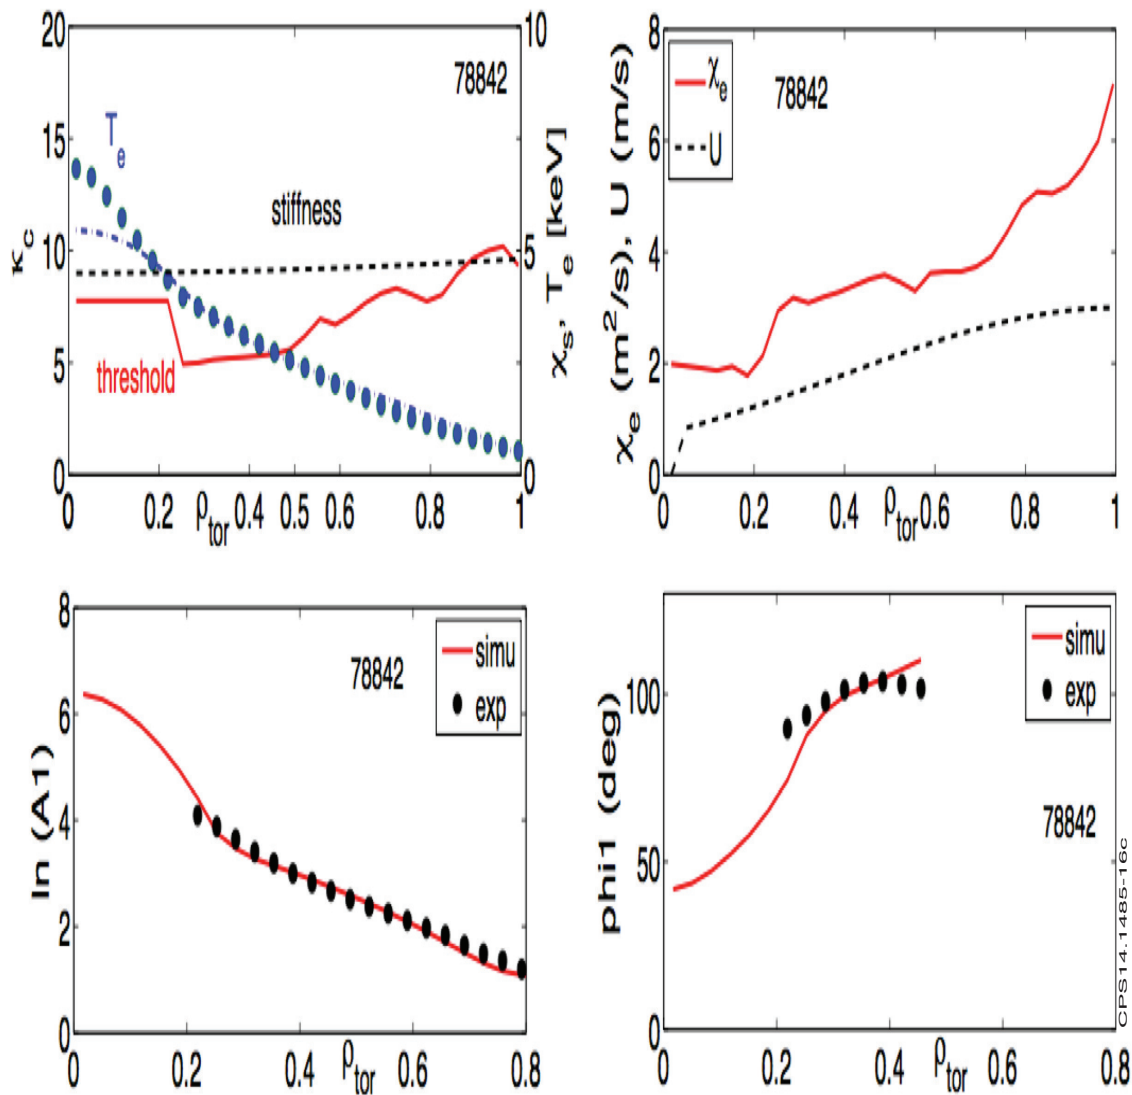 20
15
10
5
0
κc
10
5
0
χs, Te [keV]
78842
Te
stiffness
threshold
0 0.2 ρtor 0.4 0.5 0.6 0.8 1
8
6
4
2
0
χe (m²/s), U (m/s)
χe
U
78842
0 0.2 0.4 ρtor 0.6 0.8 1
8
6
4
2
0
ln (A1)
78842
simu
exp
0 0.2 0.4 ρtor 0.6 0.8
100
50
0
phi1 (deg)
simu
exp
78842
0 0.2 0.4 ρtor 0.6 0.8
CPS14.1485-16c